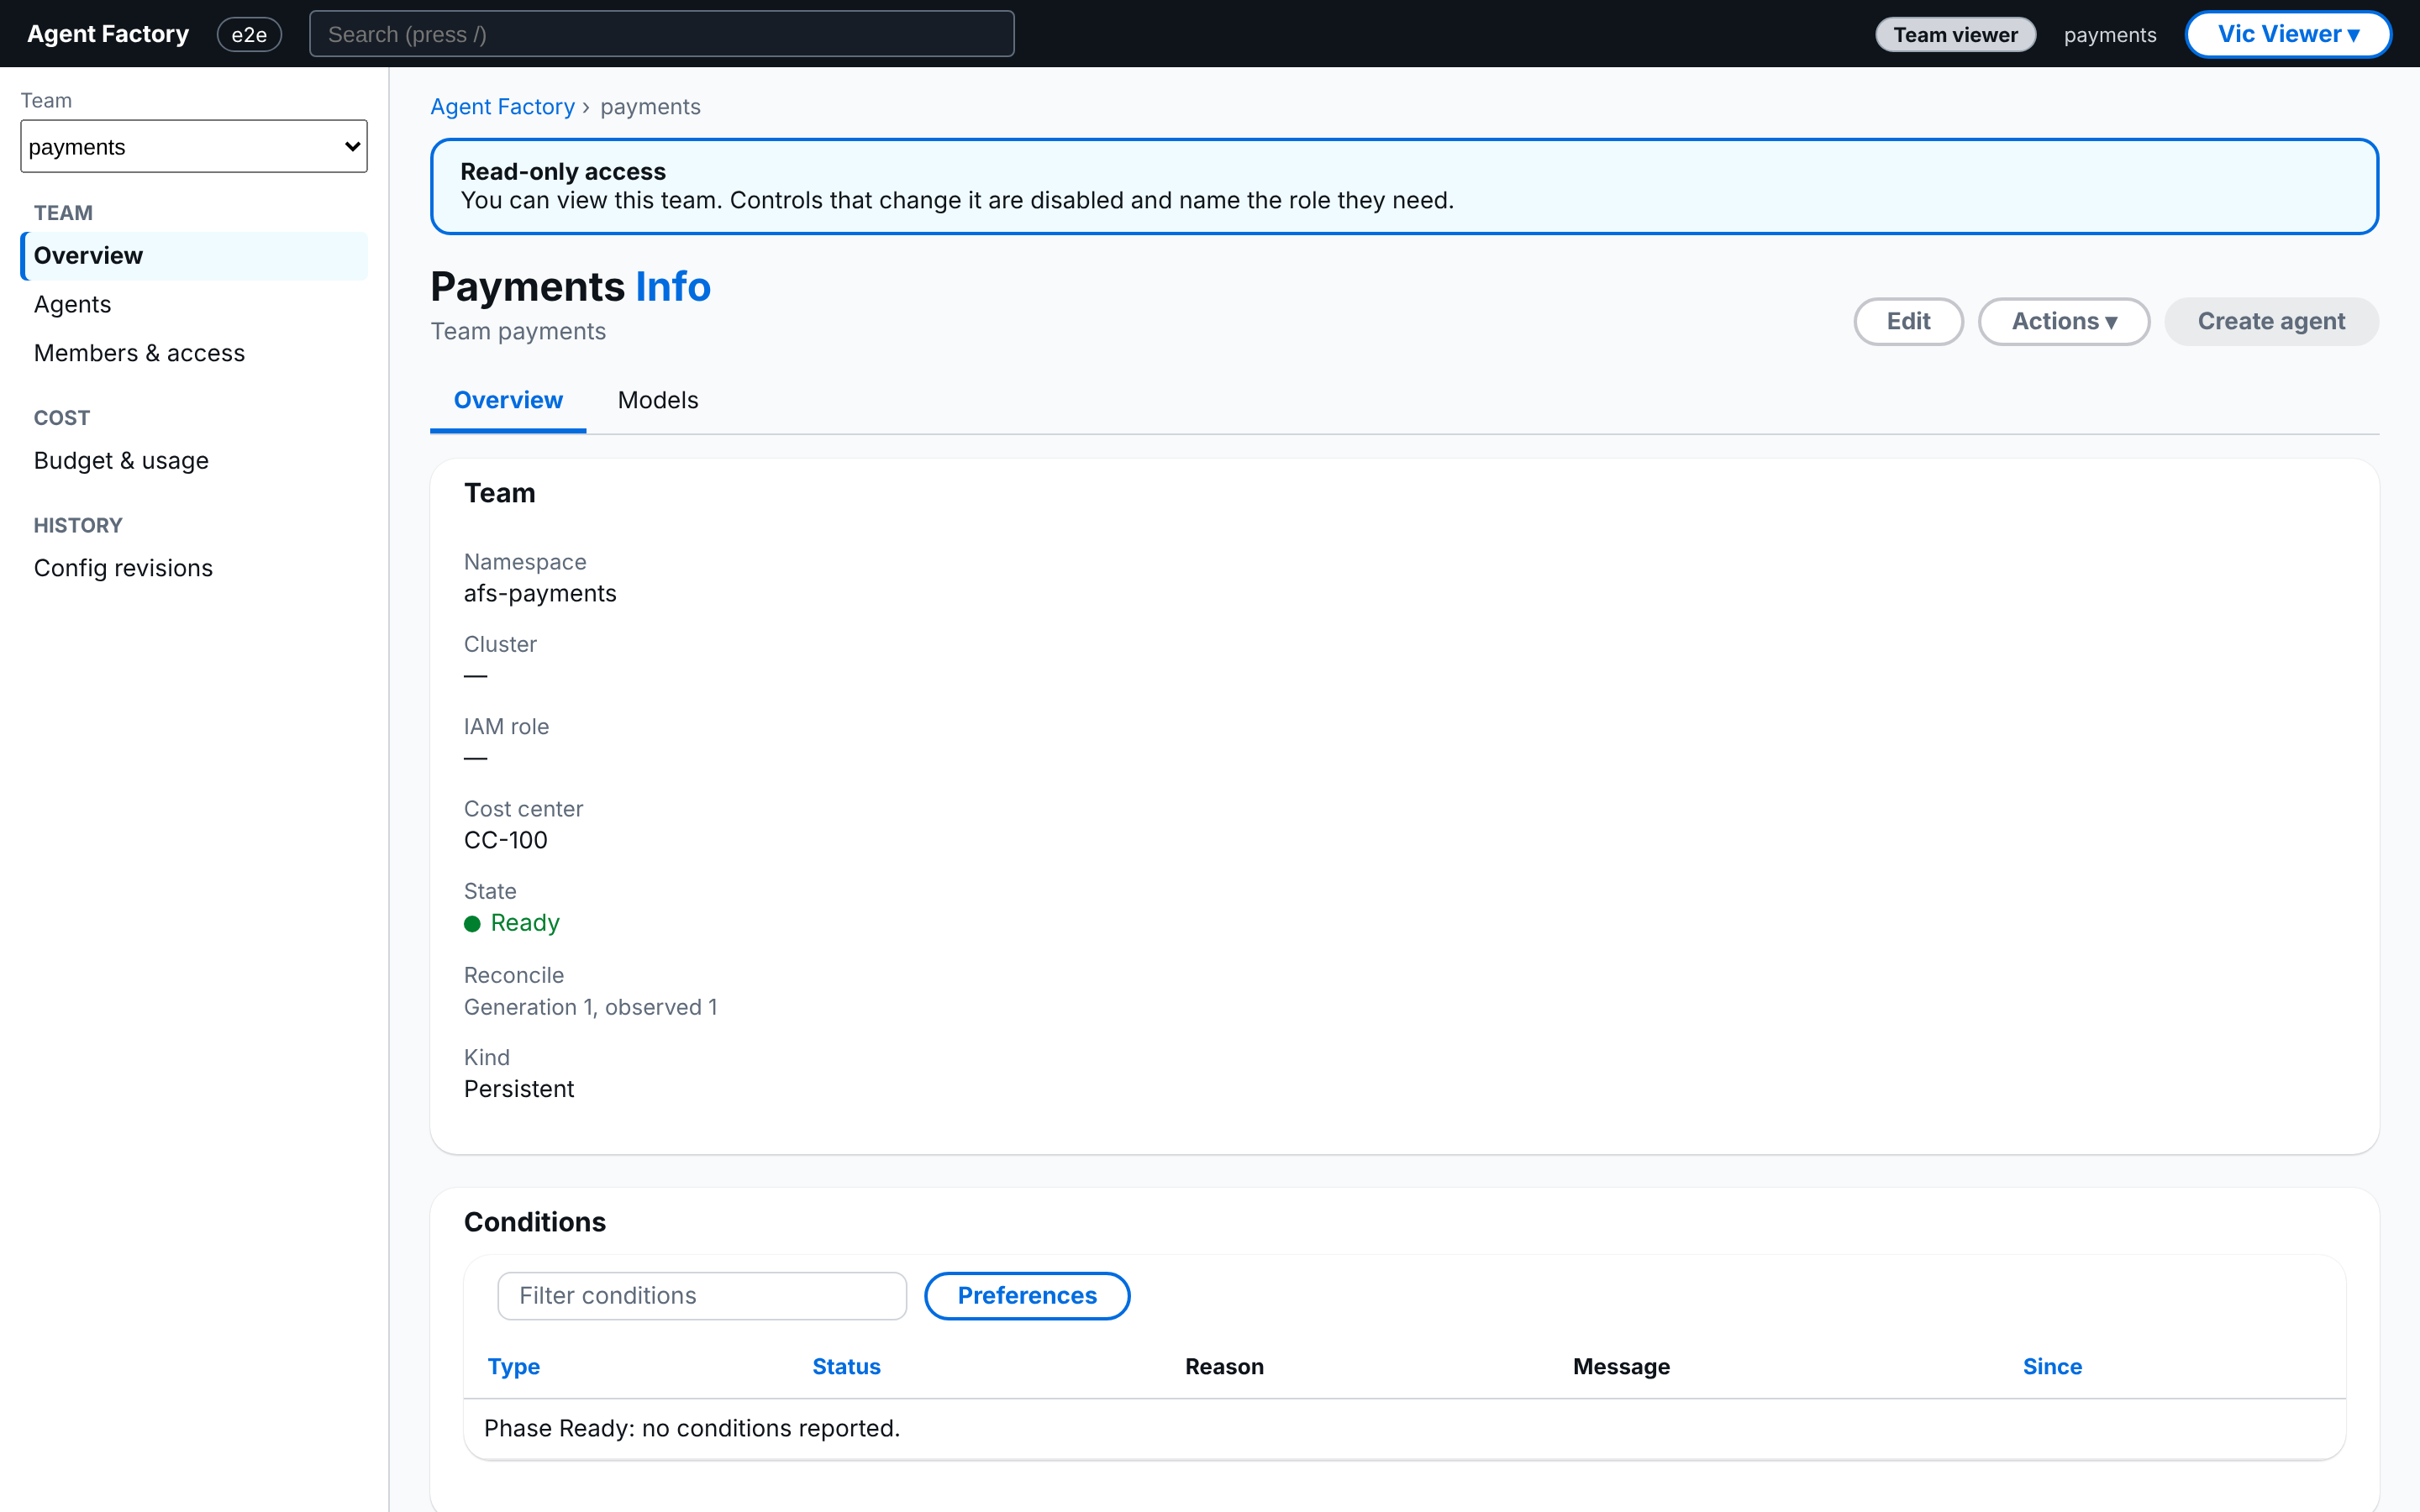 Agent Factory
e2e
Search (press /)
Team viewer
payments
Vic Viewer ▾
Team
payments
TEAM
Overview
Agents
Members & access
COST
Budget & usage
HISTORY
Config revisions
Agent Factory › payments
Read-only access
You can view this team. Controls that change it are disabled and name the role they need.
Payments Info
Team payments
Edit
Actions ▾
Create agent
Overview
Models
Team
Namespace
afs-payments
Cluster
—
IAM role
—
Cost center
CC-100
State
Ready
Reconcile
Generation 1, observed 1
Kind
Persistent
Conditions
Filter conditions
Preferences
Type Status Reason Message Since
Phase Ready: no conditions reported.